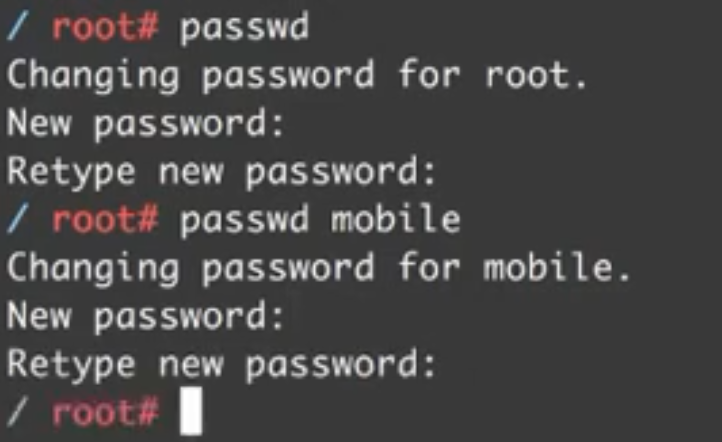 / root# passwd
Changing password for root.
New password:
Retype new password:
/ root# passwd mobile
Changing password for mobile.
New password:
Retype new password:
/ root#